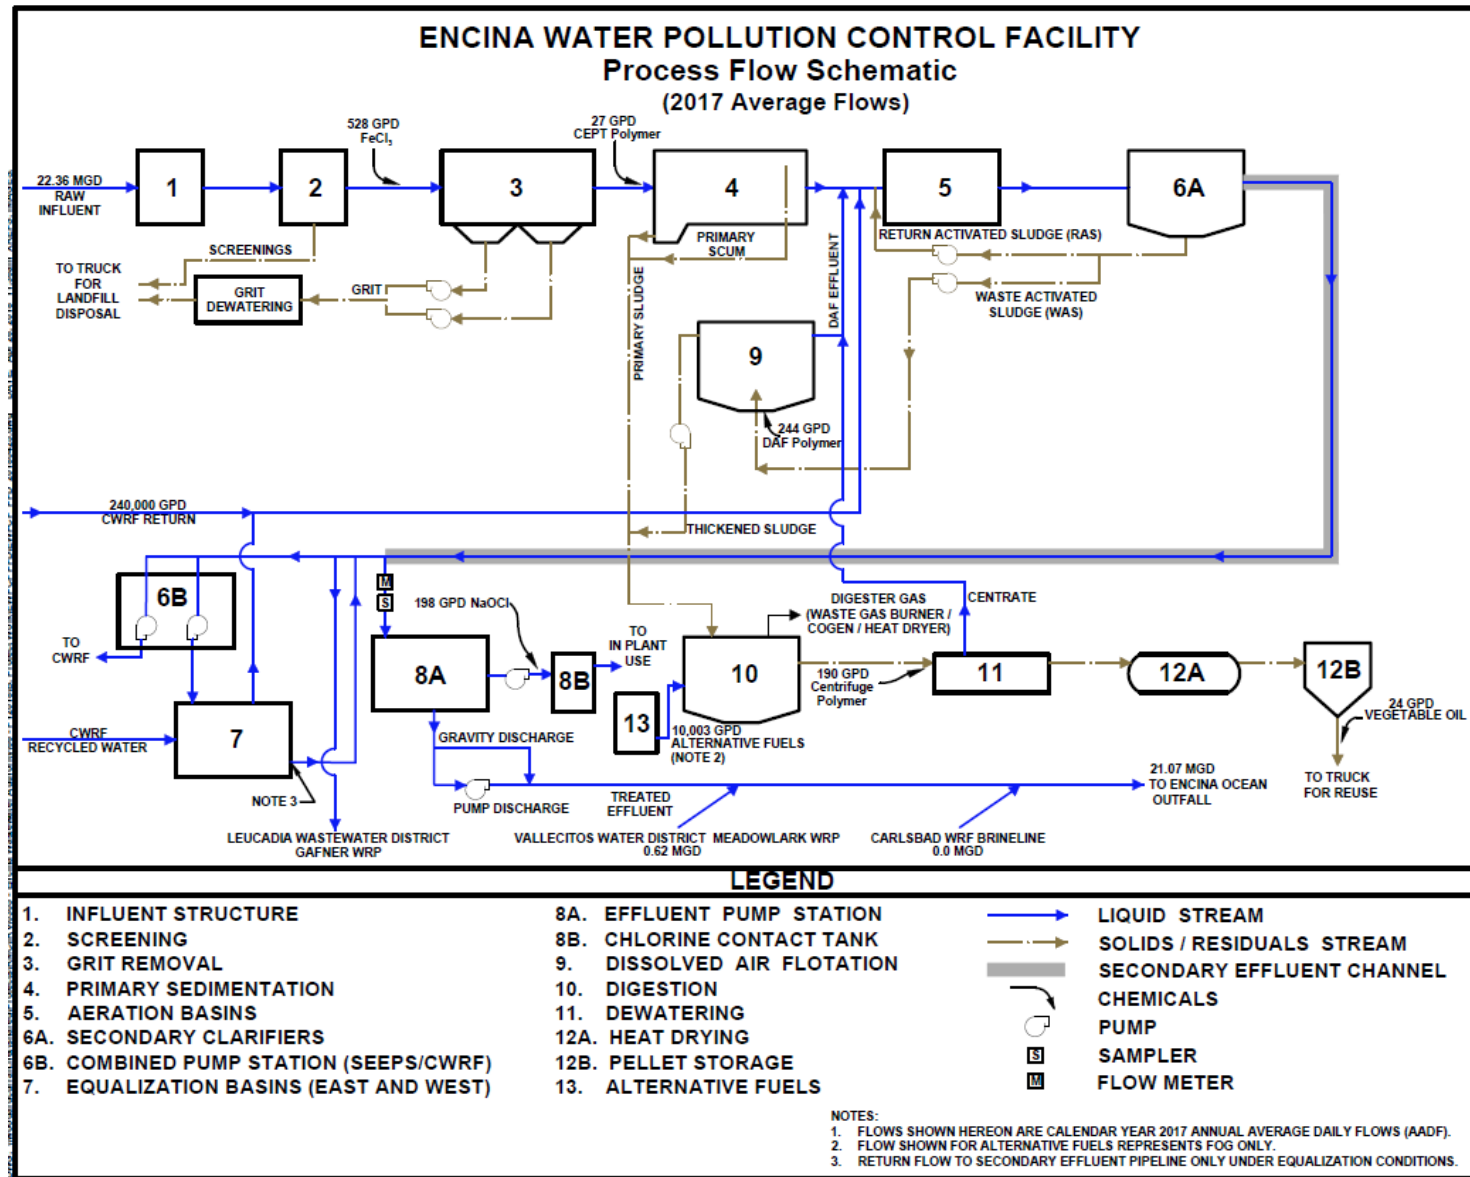 ENCINA WATER POLLUTION CONTROL FACILITY
Process Flow Schematic
(2017 Average Flows)
528 GPD
FeCl3
27 GPD
CEPT Polymer
22.36 MGD
RAW
INFLUENT
1
2
3
4
5
6A
SCREENINGS
TO TRUCK
FOR
LANDFILL
DISPOSAL
GRIT
DEWATERING
GRIT
PRIMARY
SCUM
PRIMARY SLUDGE
DAF EFFLUENT
RETURN ACTIVATED SLUDGE (RAS)
WASTE ACTIVATED
SLUDGE (WAS)
9
244 GPD
DAF Polymer
240,000 GPD
CWRF RETURN
THICKENED SLUDGE
6B
M
S
198 GPD NaOCl
TO
IN PLANT
USE
DIGESTER GAS
(WASTE GAS BURNER /
COGEN / HEAT DRYER)
CENTRATE
TO
CWRF
8A
8B
10
11
12A
12B
190 GPD
Centrifuge
Polymer
13
10,003 GPD
ALTERNATIVE FUELS
(NOTE 2)
24 GPD
VEGETABLE OIL
CWRF
RECYCLED WATER
7
NOTE 3
GRAVITY DISCHARGE
PUMP DISCHARGE
TREATED
EFFLUENT
21.07 MGD
TO ENCINA OCEAN
OUTFALL
TO TRUCK
FOR REUSE
LEUCADIA WASTEWATER DISTRICT
GAFNER WRP
VALLECITOS WATER DISTRICT MEADOWLARK WRP
0.62 MGD
CARLSBAD WRF BRINELINE
0.0 MGD
LEGEND
1. INFLUENT STRUCTURE
2. SCREENING
3. GRIT REMOVAL
4. PRIMARY SEDIMENTATION
5. AERATION BASINS
6A. SECONDARY CLARIFIERS
6B. COMBINED PUMP STATION (SEEPS/CWRF)
7. EQUALIZATION BASINS (EAST AND WEST)
8A. EFFLUENT PUMP STATION
8B. CHLORINE CONTACT TANK
9. DISSOLVED AIR FLOTATION
10. DIGESTION
11. DEWATERING
12A. HEAT DRYING
12B. PELLET STORAGE
13. ALTERNATIVE FUELS
LIQUID STREAM
SOLIDS / RESIDUALS STREAM
SECONDARY EFFLUENT CHANNEL
CHEMICALS
PUMP
S SAMPLER
M FLOW METER
NOTES:
1. FLOWS SHOWN HEREON ARE CALENDAR YEAR 2017 ANNUAL AVERAGE DAILY FLOWS (AADF).
2. FLOW SHOWN FOR ALTERNATIVE FUELS REPRESENTS FOG ONLY.
3. RETURN FLOW TO SECONDARY EFFLUENT PIPELINE ONLY UNDER EQUALIZATION CONDITIONS.